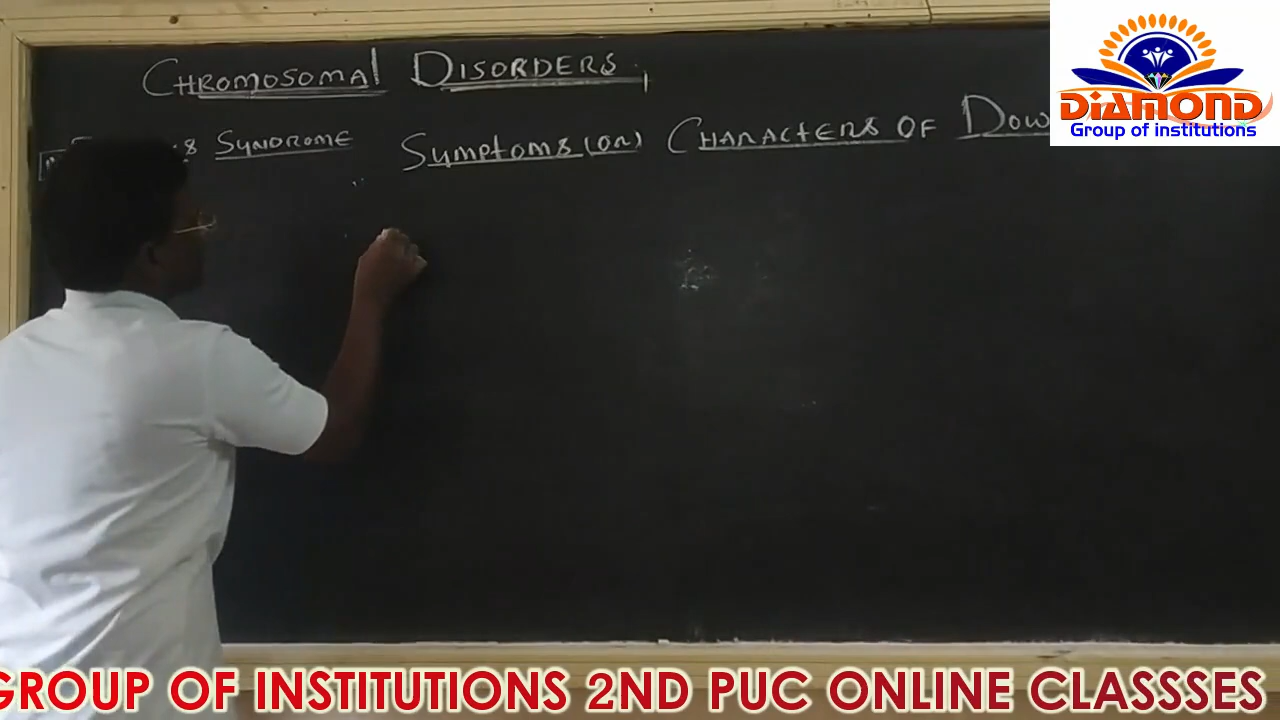 CHROMOSOMAL DISORDERS.
SYNDROME
SYMPTOMS (OR) CHARACTERS OF DOW
DiAMOND
Group of institutions
GROUP OF INSTITUTIONS 2ND PUC ONLINE CLASSSES